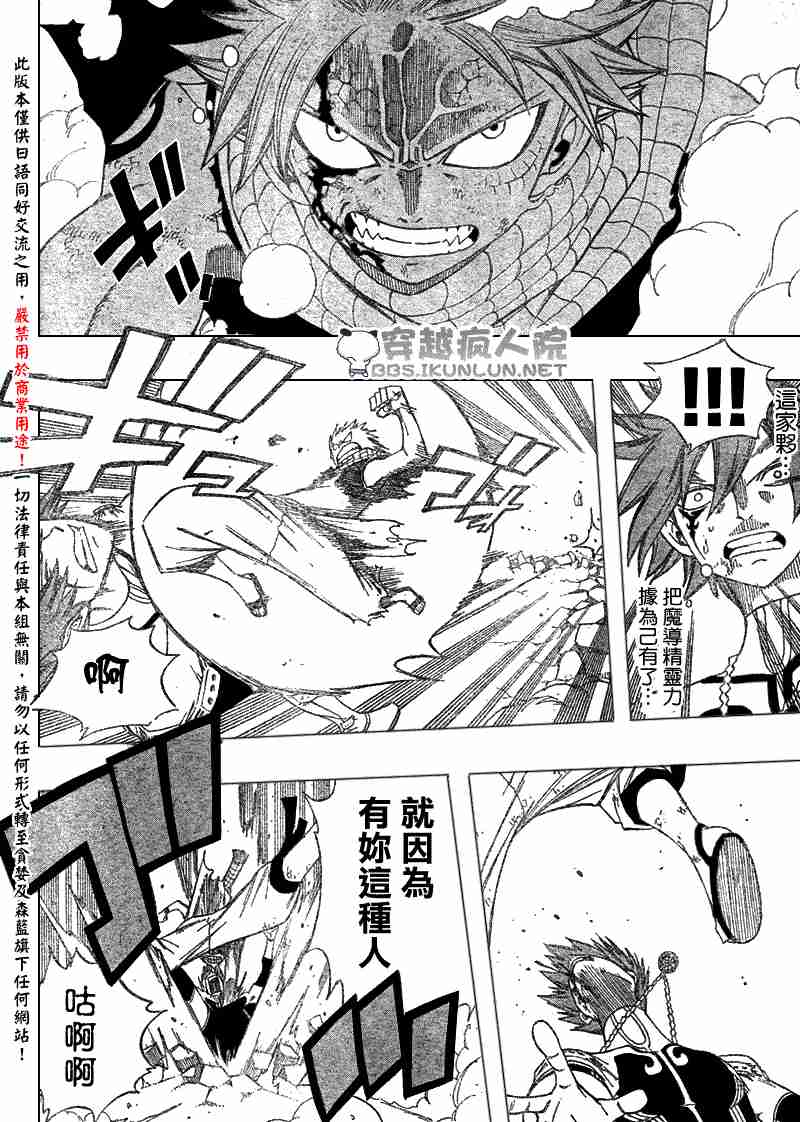 此版本僅供日語同好交流之用，嚴禁用於商業用途！一切法律責任與本組無關，請勿以任何形式轉至貪婪及森藍旗下任何網站！
穿越疯人院
BBS.IKUNLUN.NET
這家夥…
!!!
把魔導精靈力
據為己有了…
ギロ
啊
就因為
有妳這種人
咕啊啊